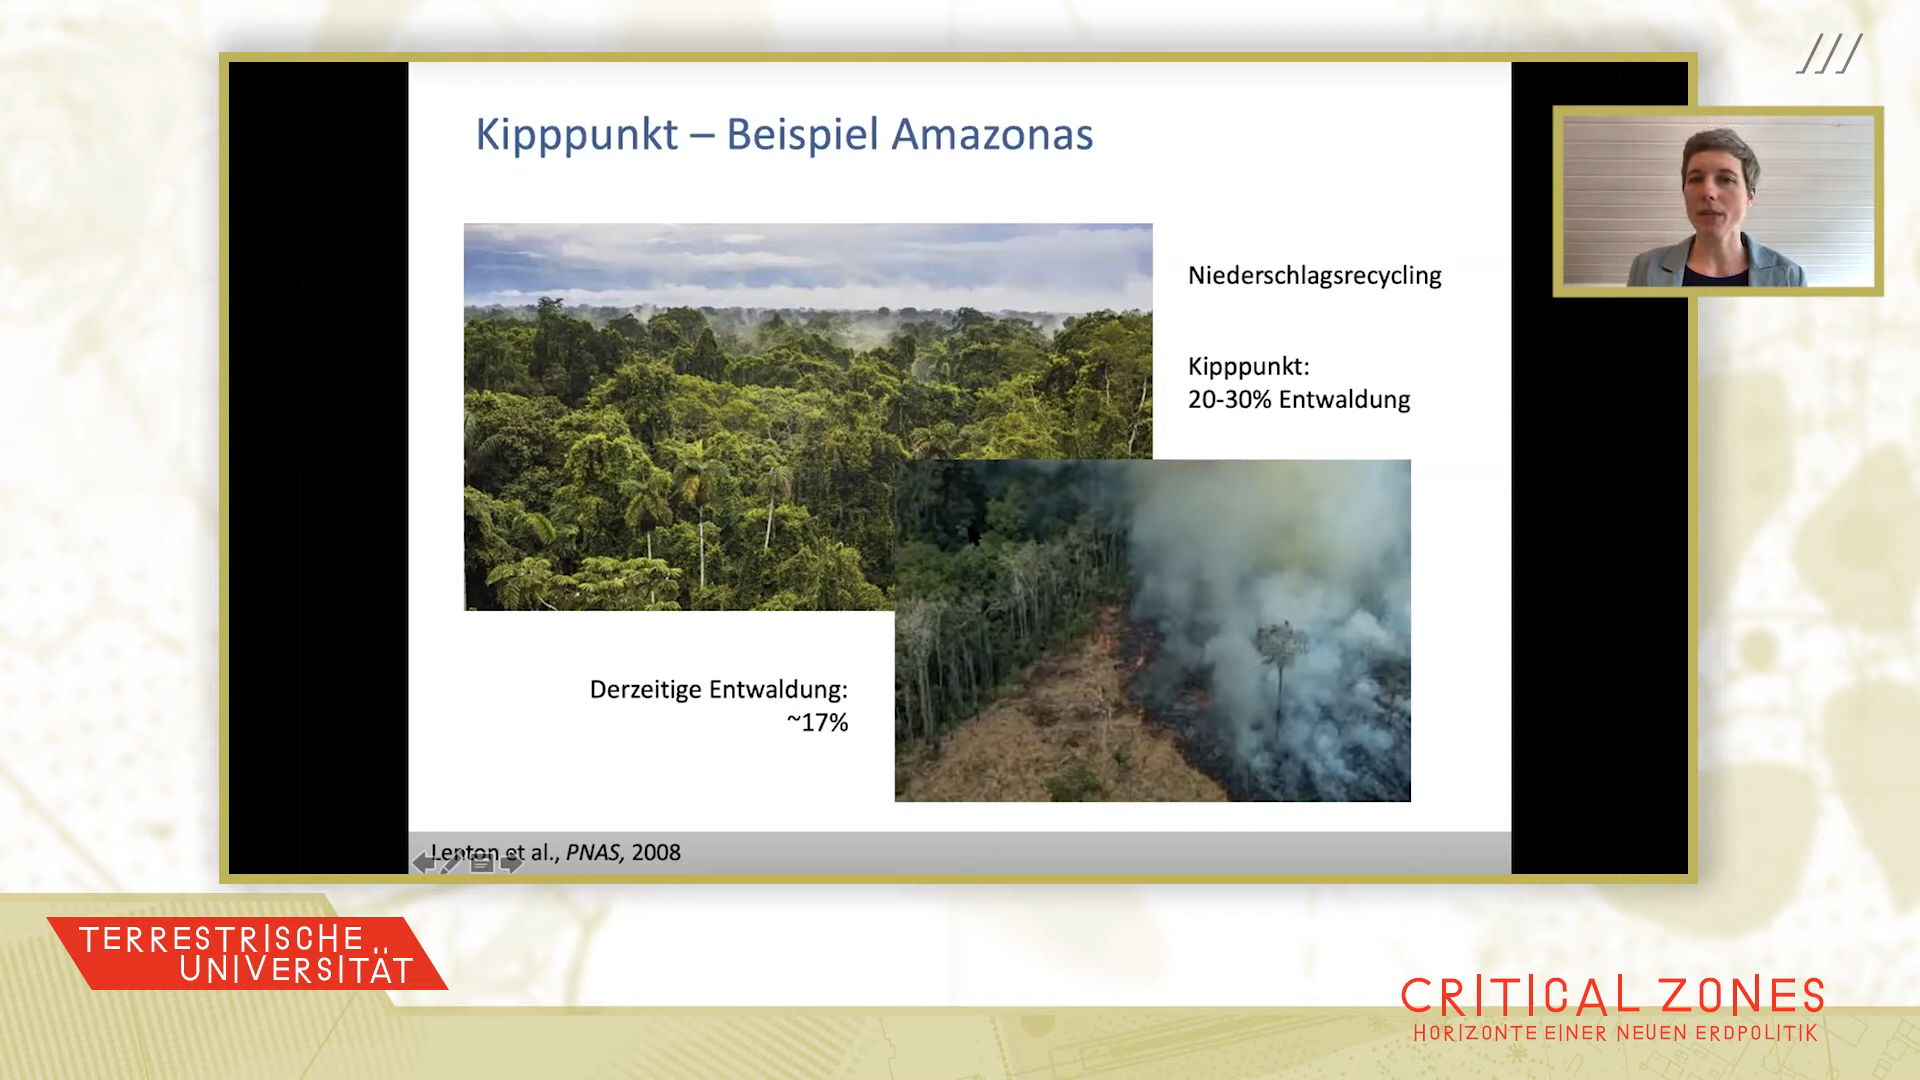 Kipppunkt – Beispiel Amazonas
Niederschlagsrecycling
Kipppunkt:
20-30% Entwaldung
Derzeitige Entwaldung:
~17%
Lenton et al., PNAS, 2008
TERRESTRISCHE
UNIVERSITÄT
CRITICAL ZONES
HORIZONTE EINER NEUEN ERDPOLITIK